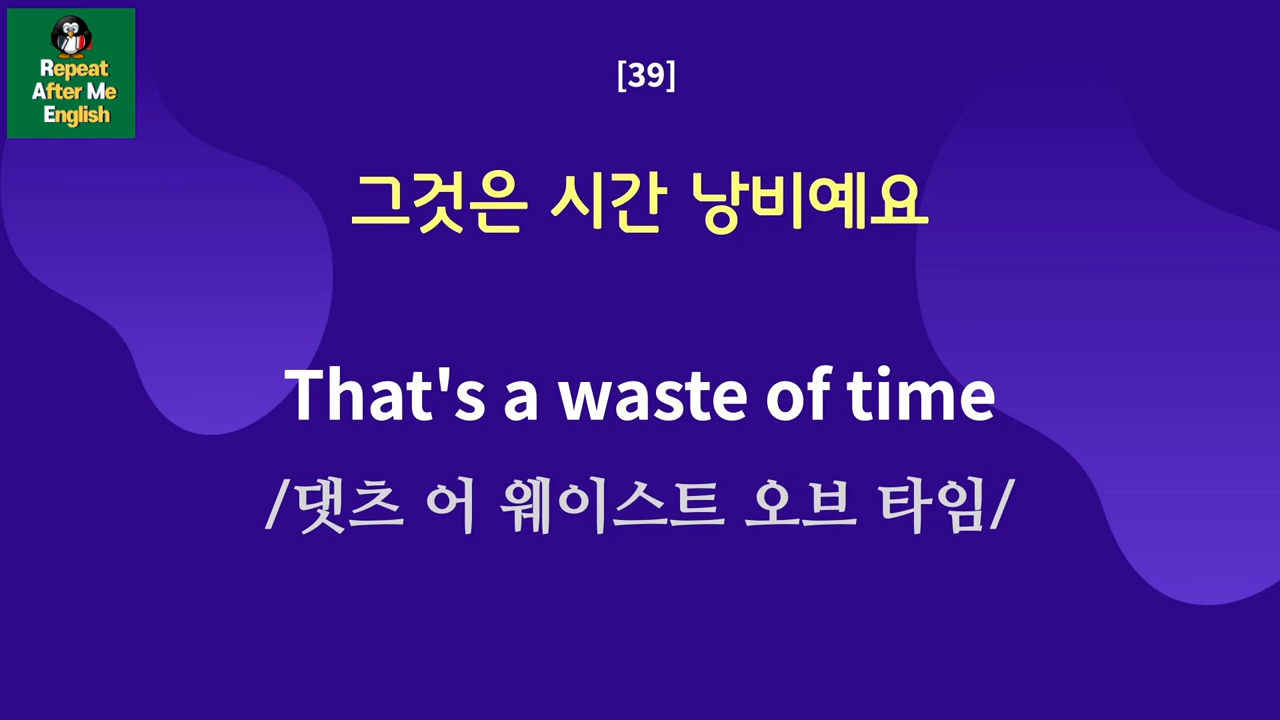 Repeat
After Me
English
[39]
그것은 시간 낭비예요
That's a waste of time
/댓츠 어 웨이스트 오브 타임/